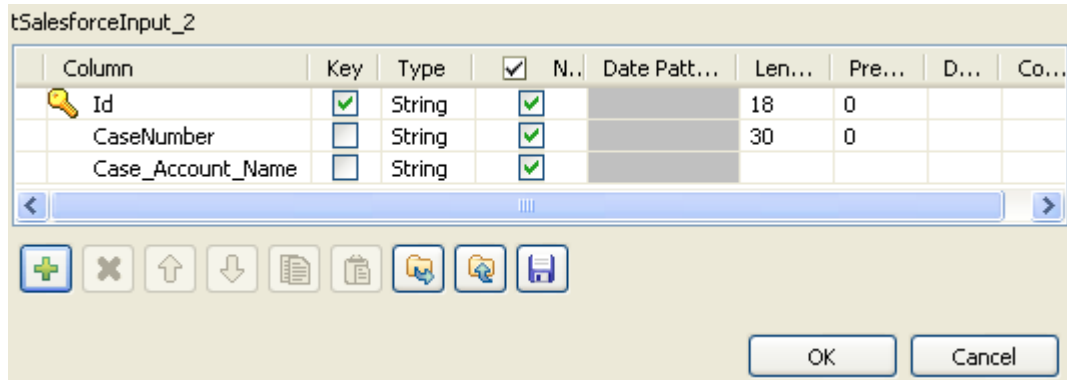 tSalesforceInput_2
Column Key Type N.. Date Patt... Len... Pre... D... Co...
Id String 18 0
CaseNumber String 30 0
Case_Account_Name String
OK Cancel